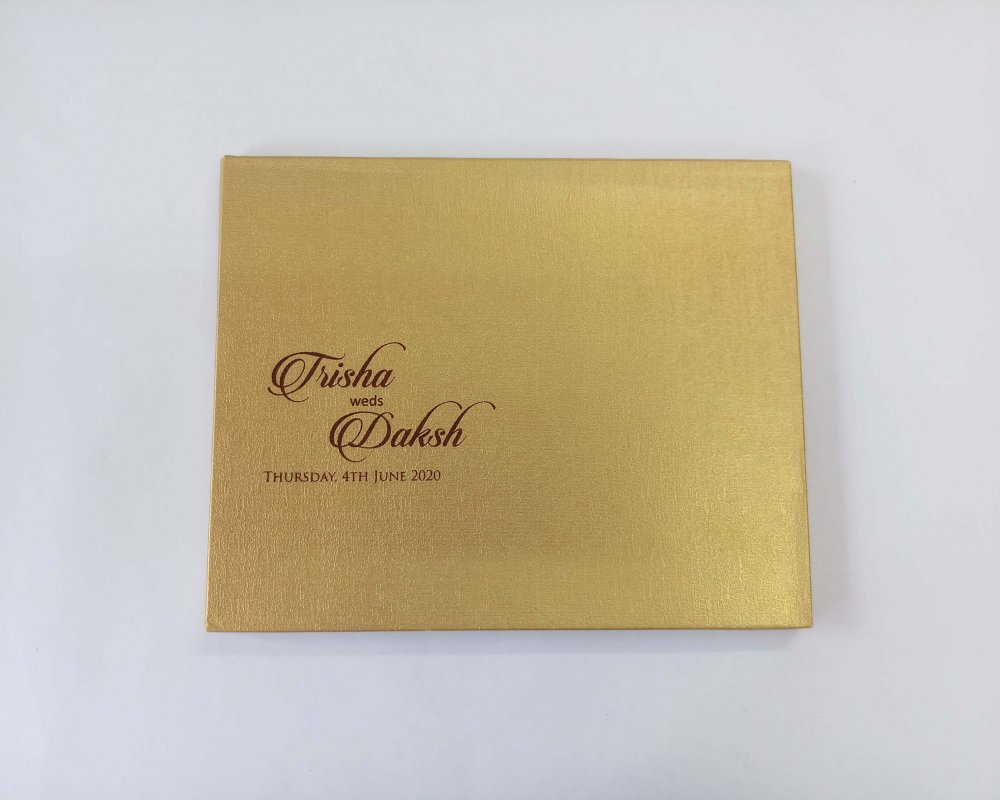 Trisha
weds
Daksh
Thursday, 4th June 2020